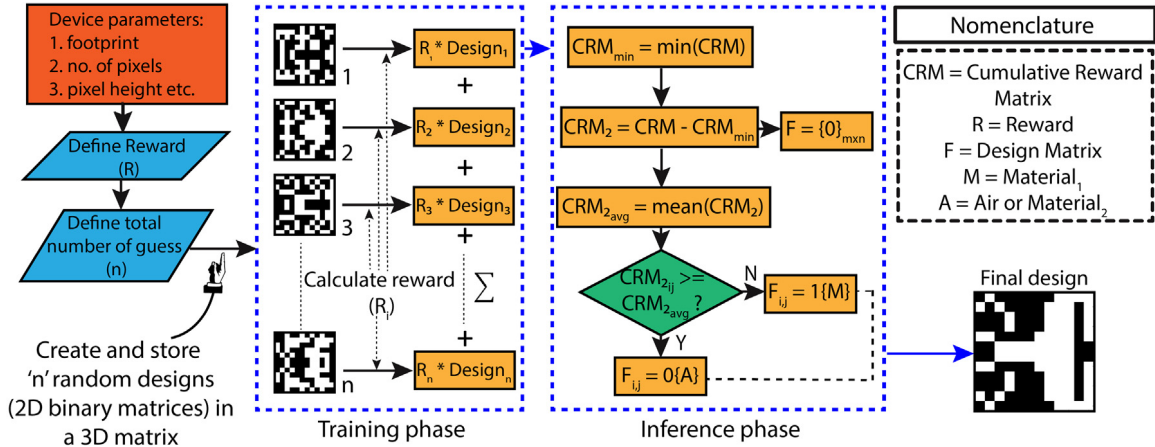 Device parameters:
1. footprint
2. no. of pixels
3. pixel height etc.
Define Reward
(R)
Define total
number of guess
(n)
Create and store
‘n’ random designs
(2D binary matrices) in
a 3D matrix
1
R₁ * Design₁
+
2
R₂ * Design₂
+
3
R₃ * Design₃
+
Calculate reward
(Rᵢ)
∑
+
n
Rₙ * Designₙ
Training phase
CRMₘᵢₙ = min(CRM)
CRM₂ = CRM - CRMₘᵢₙ
F = {0}ₘₓₙ
CRM₂ₐᵥg = mean(CRM₂)
CRM₂ᵢⱼ >=
CRM₂ₐᵥg ?
N
Fᵢ,ⱼ = 1{M}
Y
Fᵢ,ⱼ = 0{A}
Inference phase
Nomenclature
CRM = Cumulative Reward
Matrix
R = Reward
F = Design Matrix
M = Material₁
A = Air or Material₂
Final design